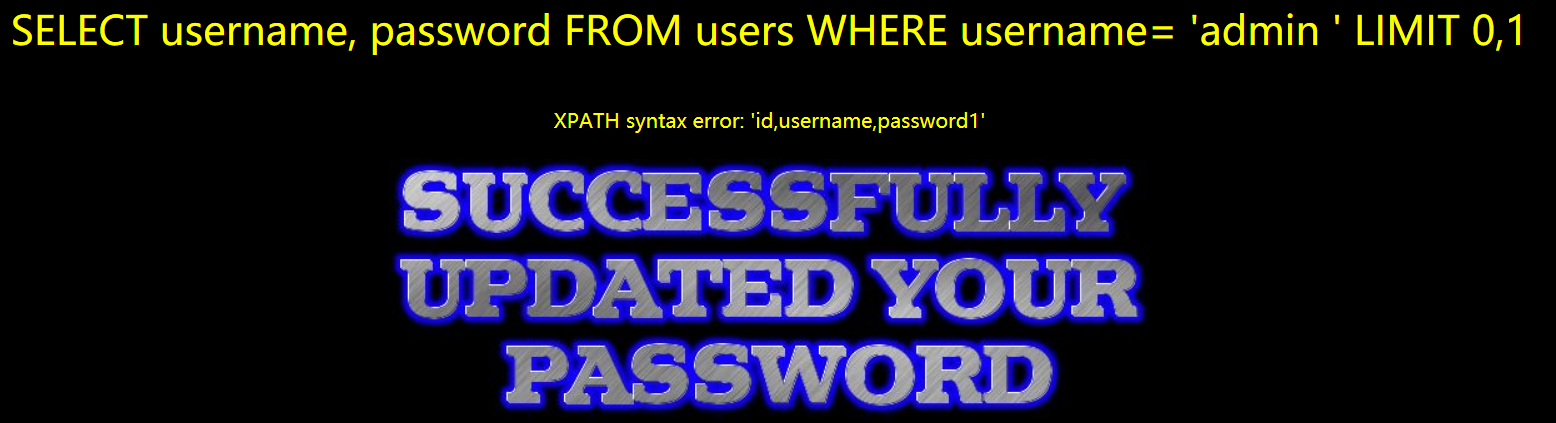 SELECT username, password FROM users WHERE username= 'admin ' LIMIT 0,1
XPATH syntax error: 'id,username,password1'
SUCCESSFULLY
UPDATED YOUR
PASSWORD